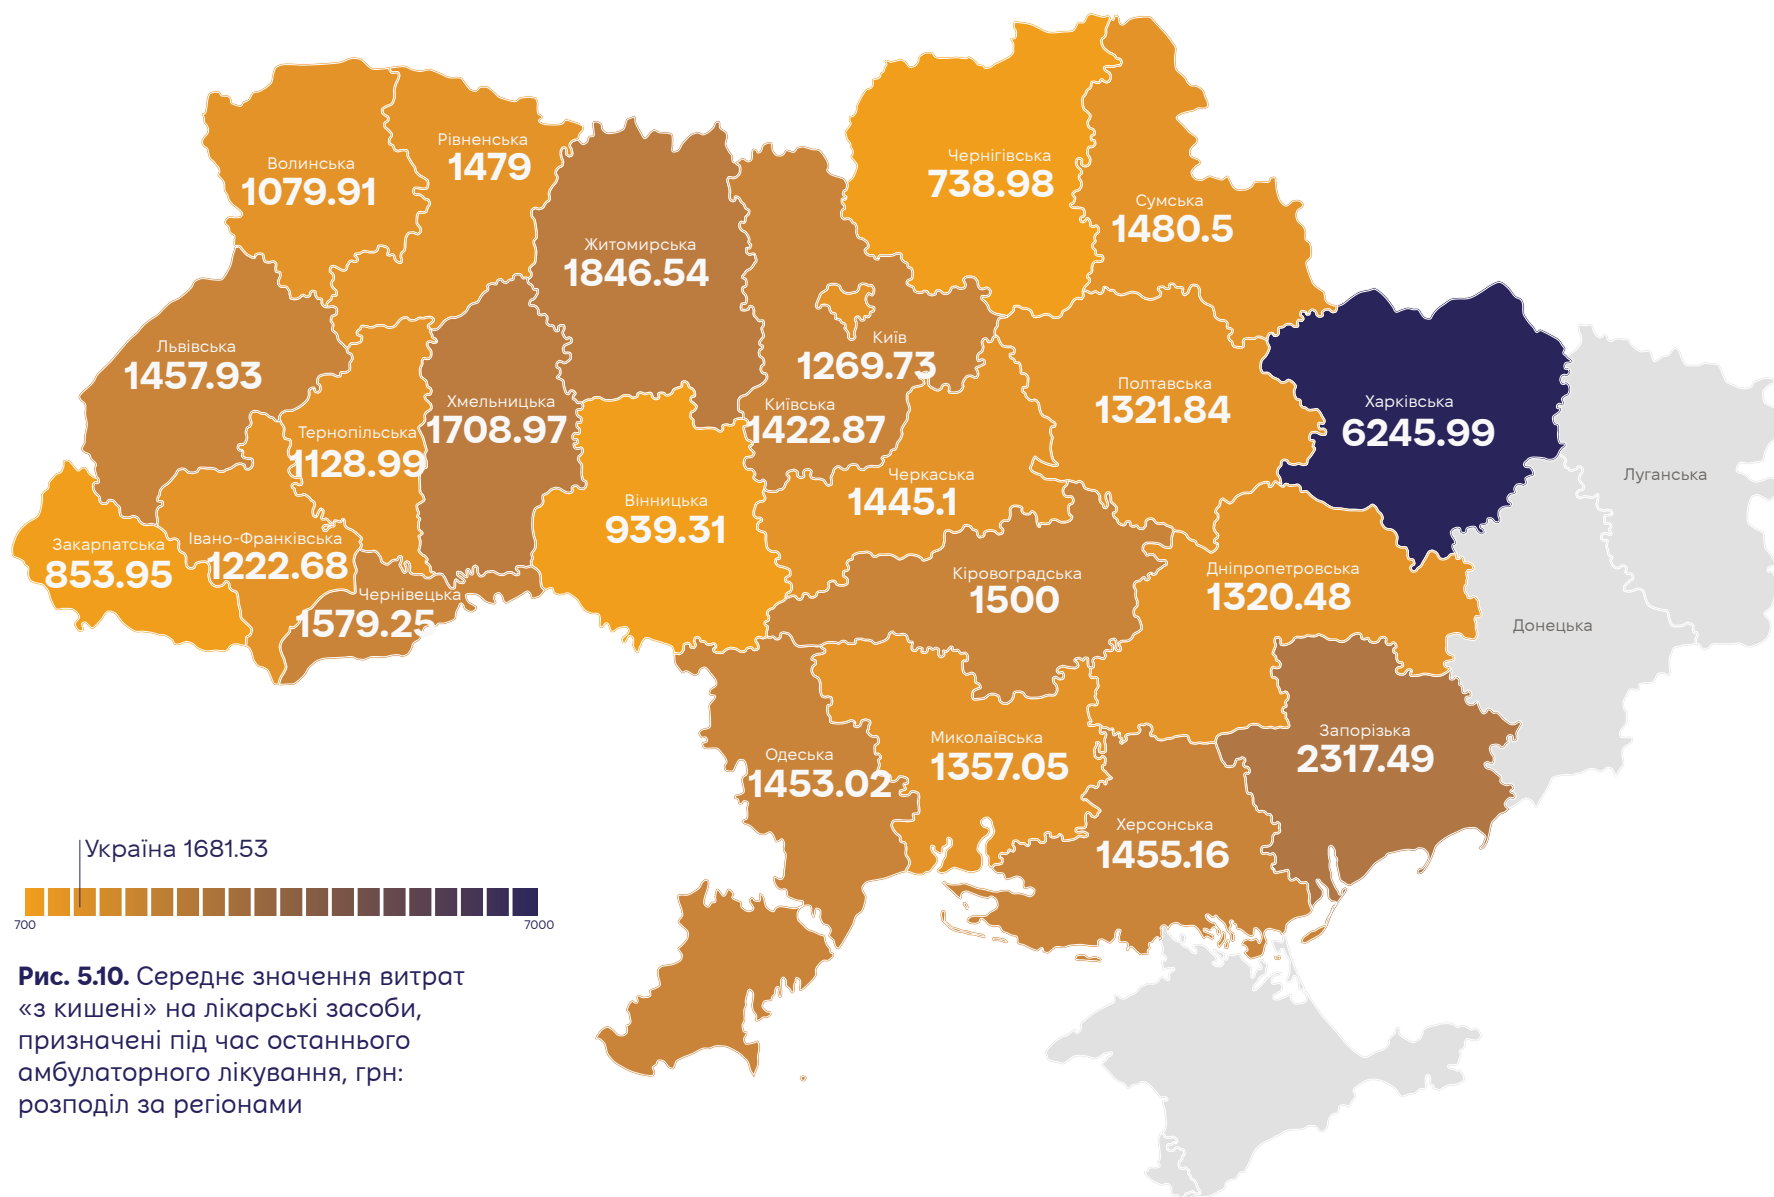 Рівненська
1479
Волинська
1079.91
Чернігівська
738.98
Сумська
1480.5
Житомирська
1846.54
Львівська
1457.93
Київ
1269.73
Полтавська
1321.84
Харківська
6245.99
Хмельницька
1708.97
Київська
1422.87
Тернопільська
1128.99
Черкаська
1445.1
Луганська
Вінницька
939.31
Закарпатська
853.95
Івано-Франківська
1222.68
Чернівецька
1579.25
Кіровоградська
1500
Дніпропетровська
1320.48
Донецька
Одеська
1453.02
Миколаївська
1357.05
Запорізька
2317.49
Херсонська
1455.16
Україна 1681.53
700
7000
Рис. 5.10. Середнє значення витрат
«з кишені» на лікарські засоби,
призначені під час останнього
амбулаторного лікування, грн:
розподіл за регіонами